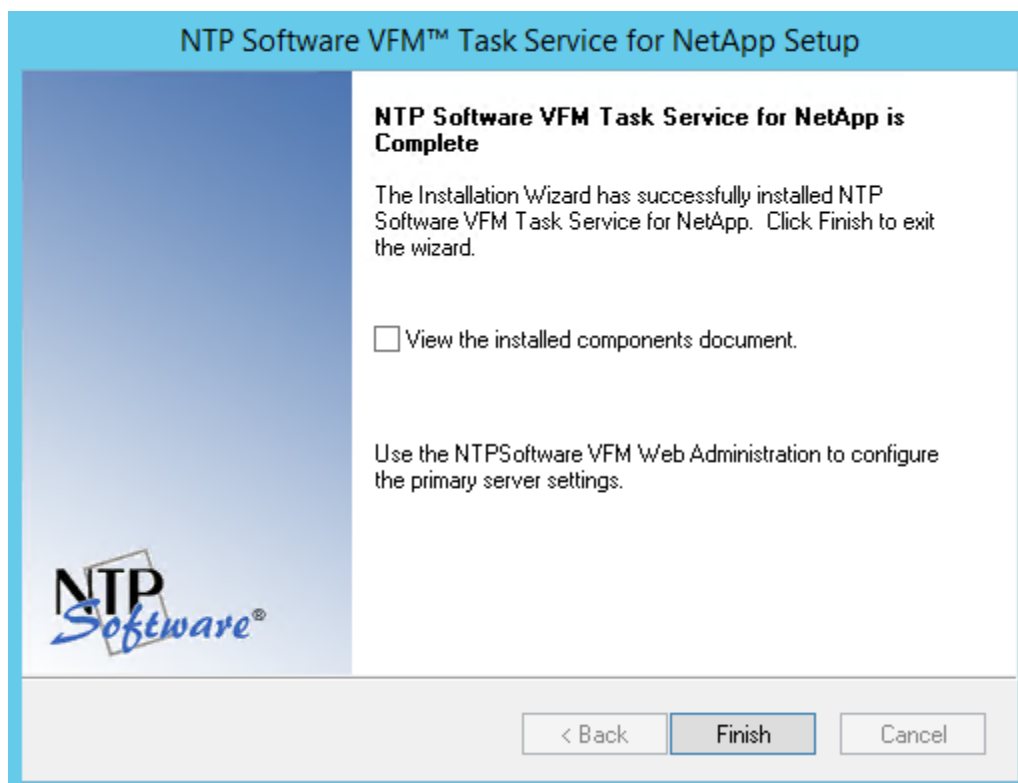 NTP Software VFM™ Task Service for NetApp Setup
NTP Software VFM Task Service for NetApp is
Complete
The Installation Wizard has successfully installed NTP
Software VFM Task Service for NetApp. Click Finish to exit
the wizard.
View the installed components document.
Use the NTPSoftware VFM Web Administration to configure
the primary server settings.
NTP
Software®
< Back
Finish
Cancel